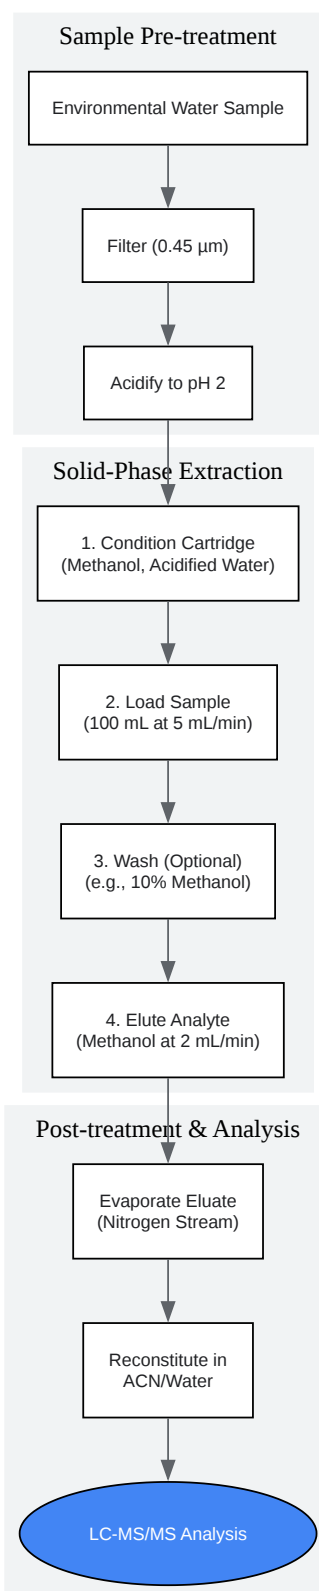 Sample Pre-treatment
Environmental Water Sample
Filter (0.45 µm)
Acidify to pH 2
Solid-Phase Extraction
1. Condition Cartridge
(Methanol, Acidified Water)
2. Load Sample
(100 mL at 5 mL/min)
3. Wash (Optional)
(e.g., 10% Methanol)
4. Elute Analyte
(Methanol at 2 mL/min)
Post-treatment & Analysis
Evaporate Eluate
(Nitrogen Stream)
Reconstitute in
ACN/Water
LC-MS/MS Analysis